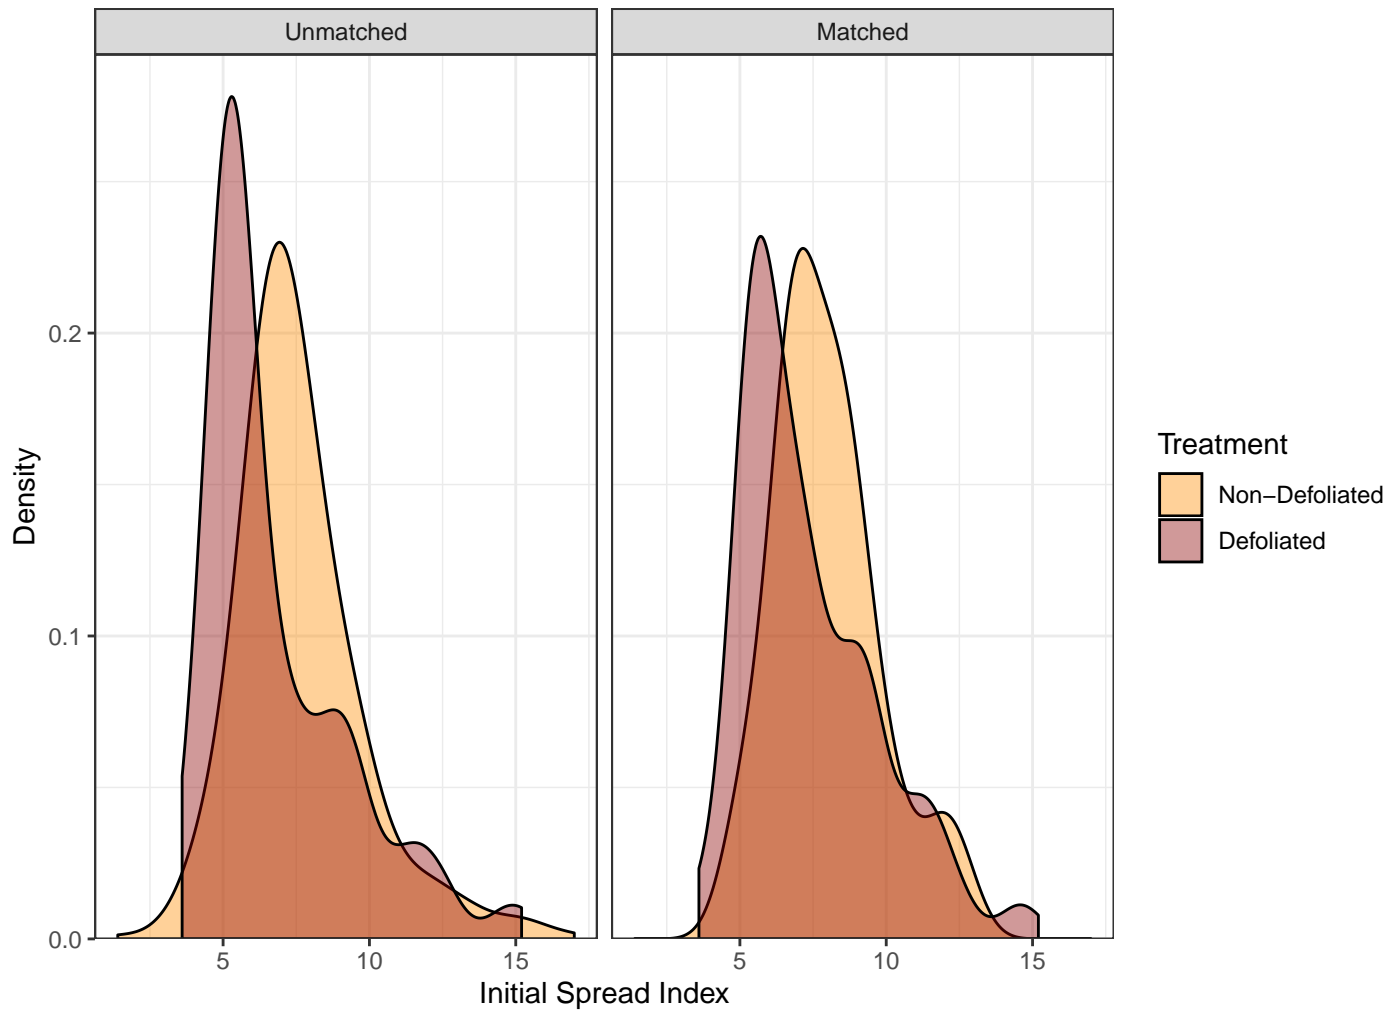 Unmatched
Matched
0.2
0.1
0.0
Density
5
10
15
5
10
15
Initial Spread Index
Treatment
Non−Defoliated
Defoliated